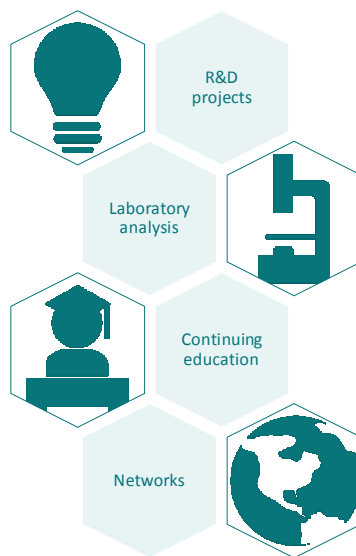 R&D
projects
Laboratory
analysis
Continuing
education
Networks